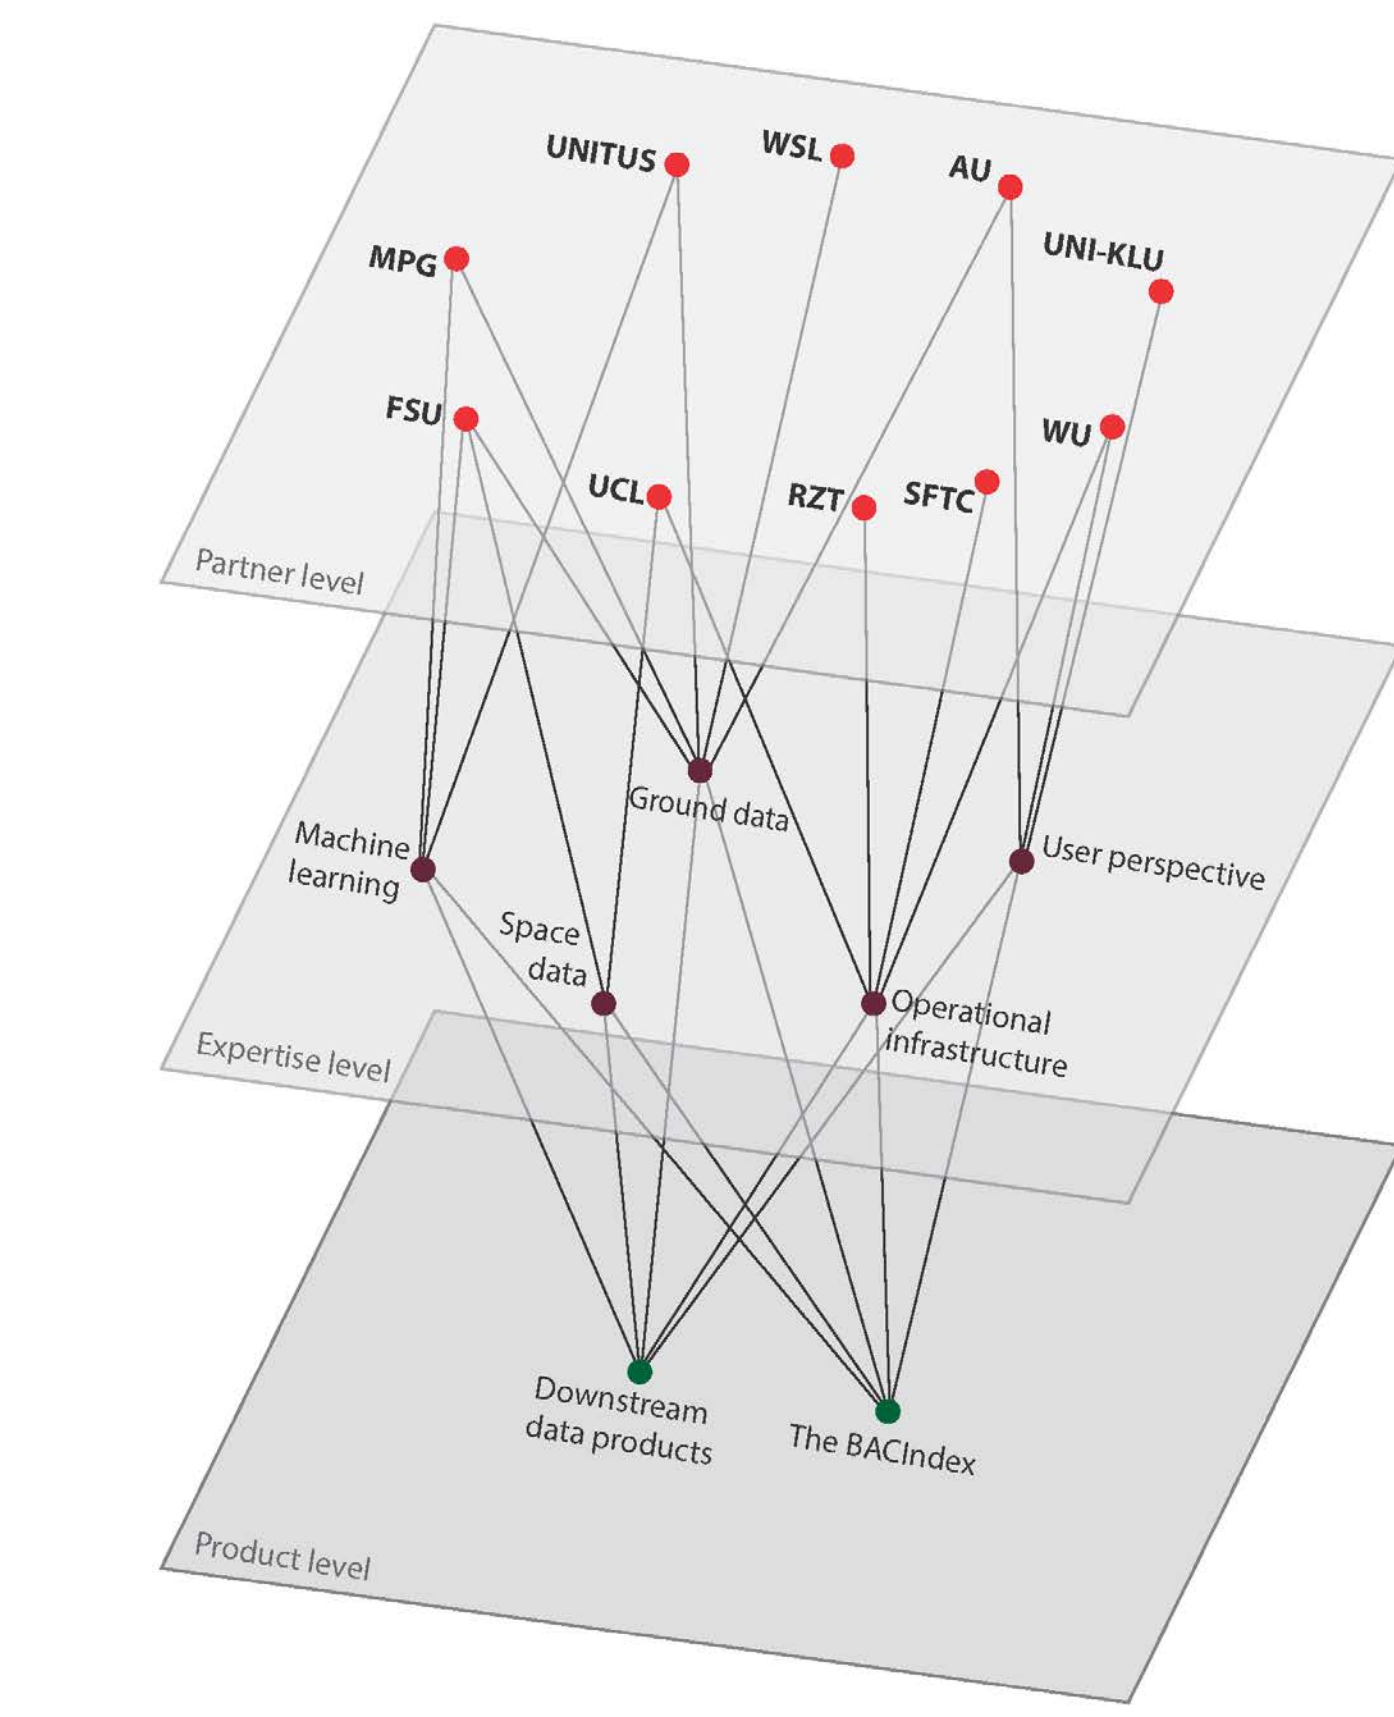 UNITUS
WSL
AU
UNI-KLU
MPG
FSU
WU
UCL
RZT
SFTC
Partner level
Ground data
Machine
learning
User perspective
Space
data
Operational
infrastructure
Expertise level
Downstream
data products
The BACIndex
Product level